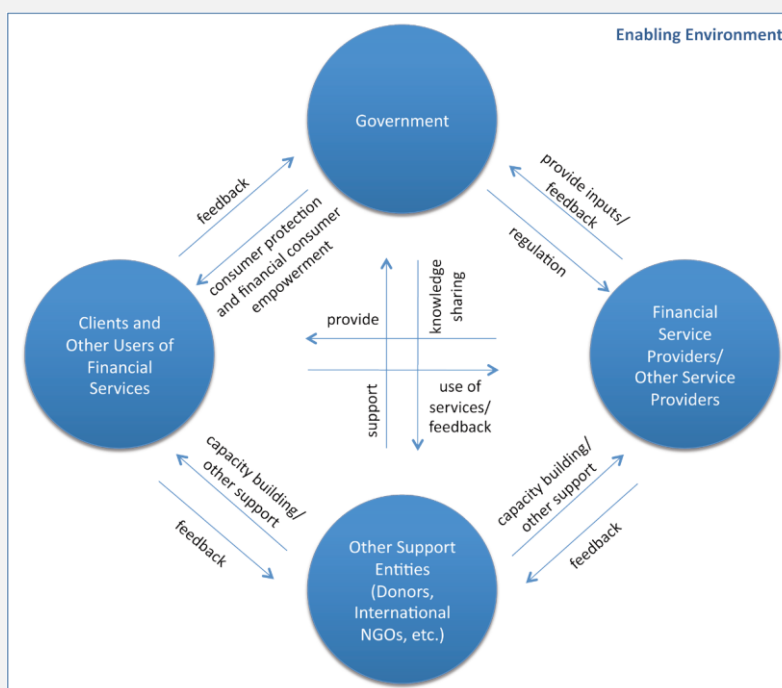 Enabling Environment
Government
feedback
consumer protection
and financial consumer
empowerment
provide inputs/
feedback
regulation
Clients and
Other Users of
Financial
Services
provide
knowledge
sharing
support
use of
services/
feedback
Financial
Service
Providers/
Other Service
Providers
capacity building/
other support
feedback
Other Support
Entities
(Donors,
International
NGOs, etc.)
capacity building/
other support
feedback